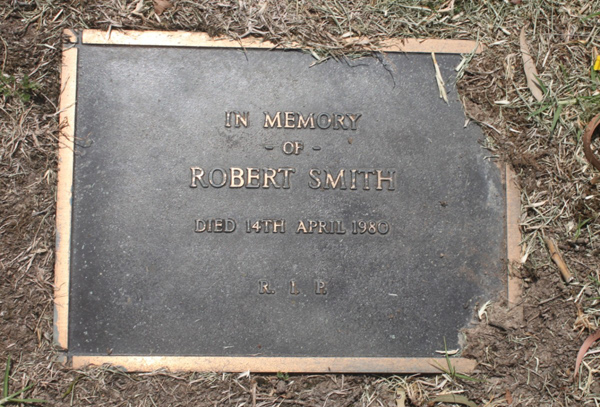 IN MEMORY
- OF -
ROBERT SMITH
DIED 14TH APRIL 1980
R. I. P.